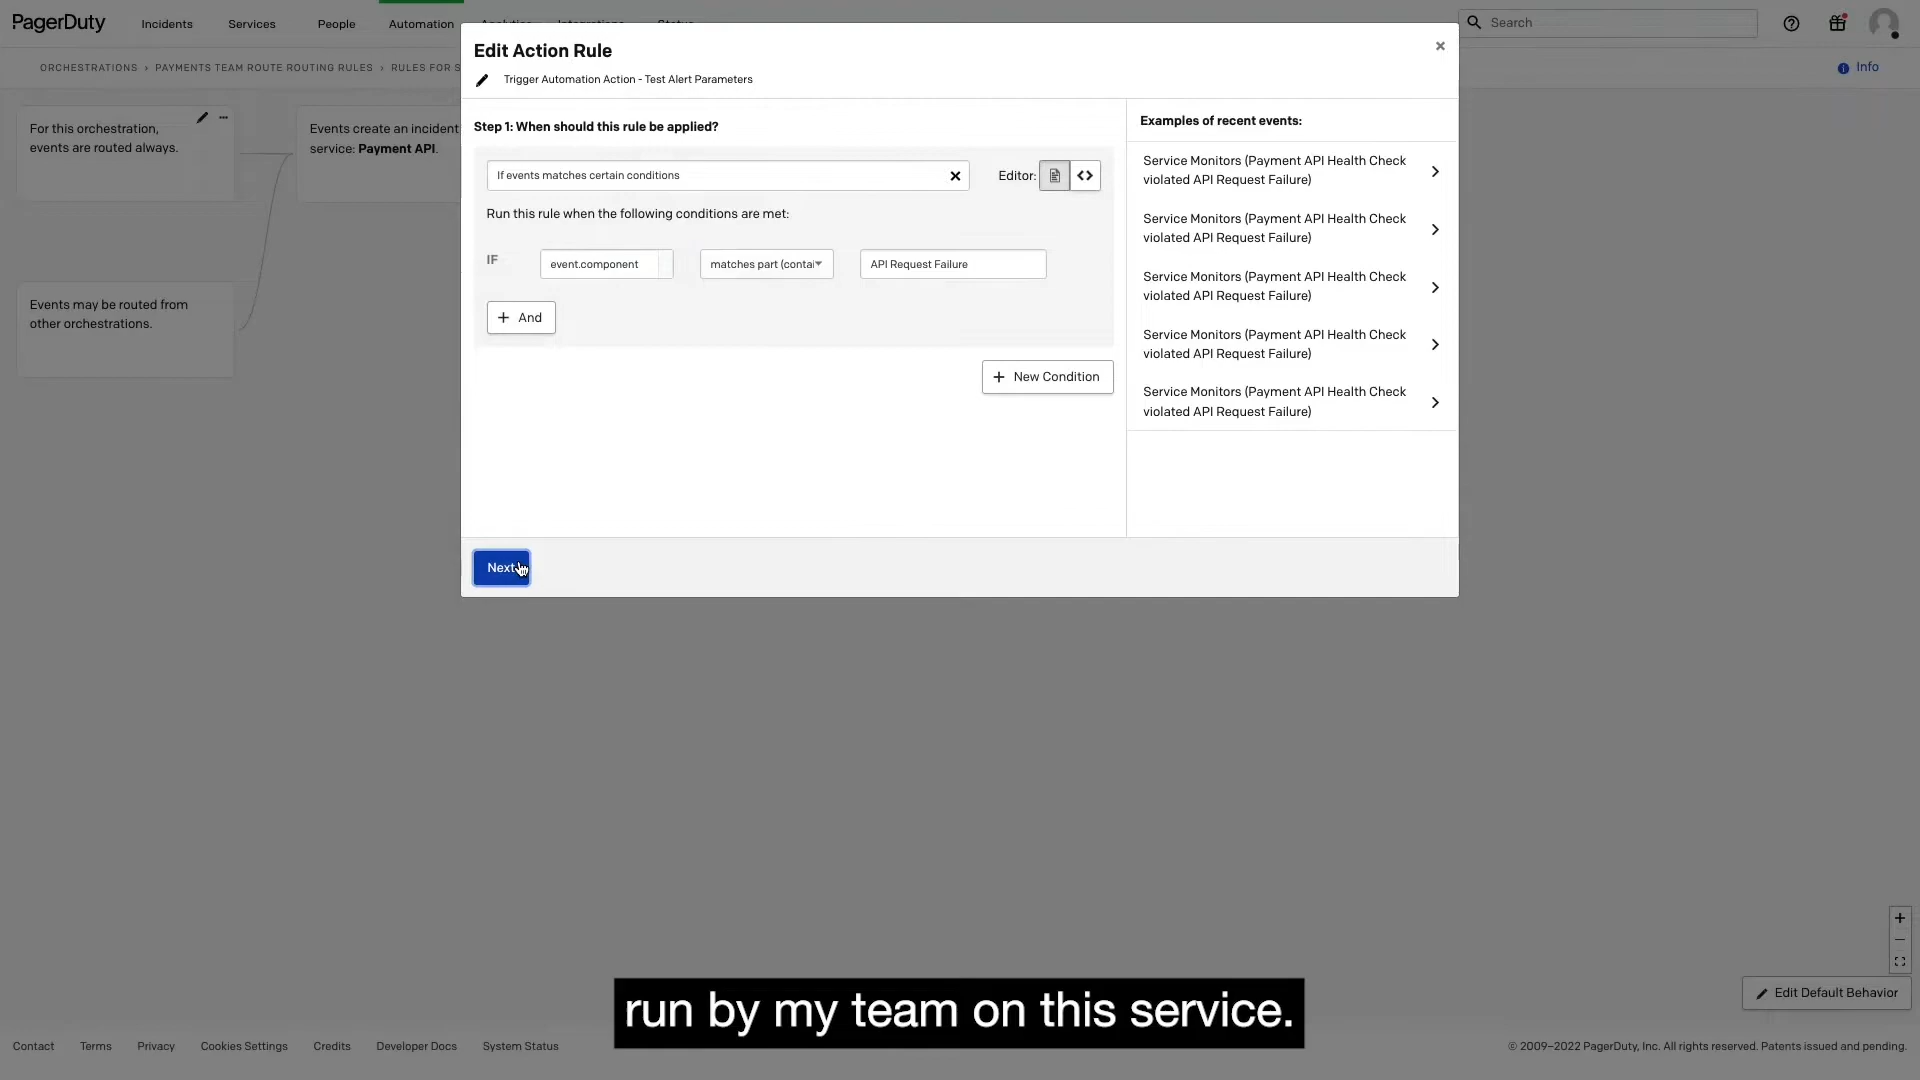 PagerDuty
Incidents
Services
People
Automation
Status
Search
ORCHESTRATIONS › PAYMENTS TEAM ROUTE ROUTING RULES › RULES FOR S
Info
For this orchestration,
events are routed always.
Events create an incident
service: Payment API.
Events may be routed from
other orchestrations.
Edit Action Rule
Trigger Automation Action - Test Alert Parameters
Step 1: When should this rule be applied?
If events matches certain conditions
Editor:
Run this rule when the following conditions are met:
IF
event.component
matches part (contai
API Request Failure
+ And
+ New Condition
Next
Examples of recent events:
Service Monitors (Payment API Health Check
violated API Request Failure)
Service Monitors (Payment API Health Check
violated API Request Failure)
Service Monitors (Payment API Health Check
violated API Request Failure)
Service Monitors (Payment API Health Check
violated API Request Failure)
Service Monitors (Payment API Health Check
violated API Request Failure)
Edit Default Behavior
run by my team on this service.
Contact
Terms
Privacy
Cookies Settings
Credits
Developer Docs
System Status
© 2009–2022 PagerDuty, Inc. All rights reserved. Patents issued and pending.